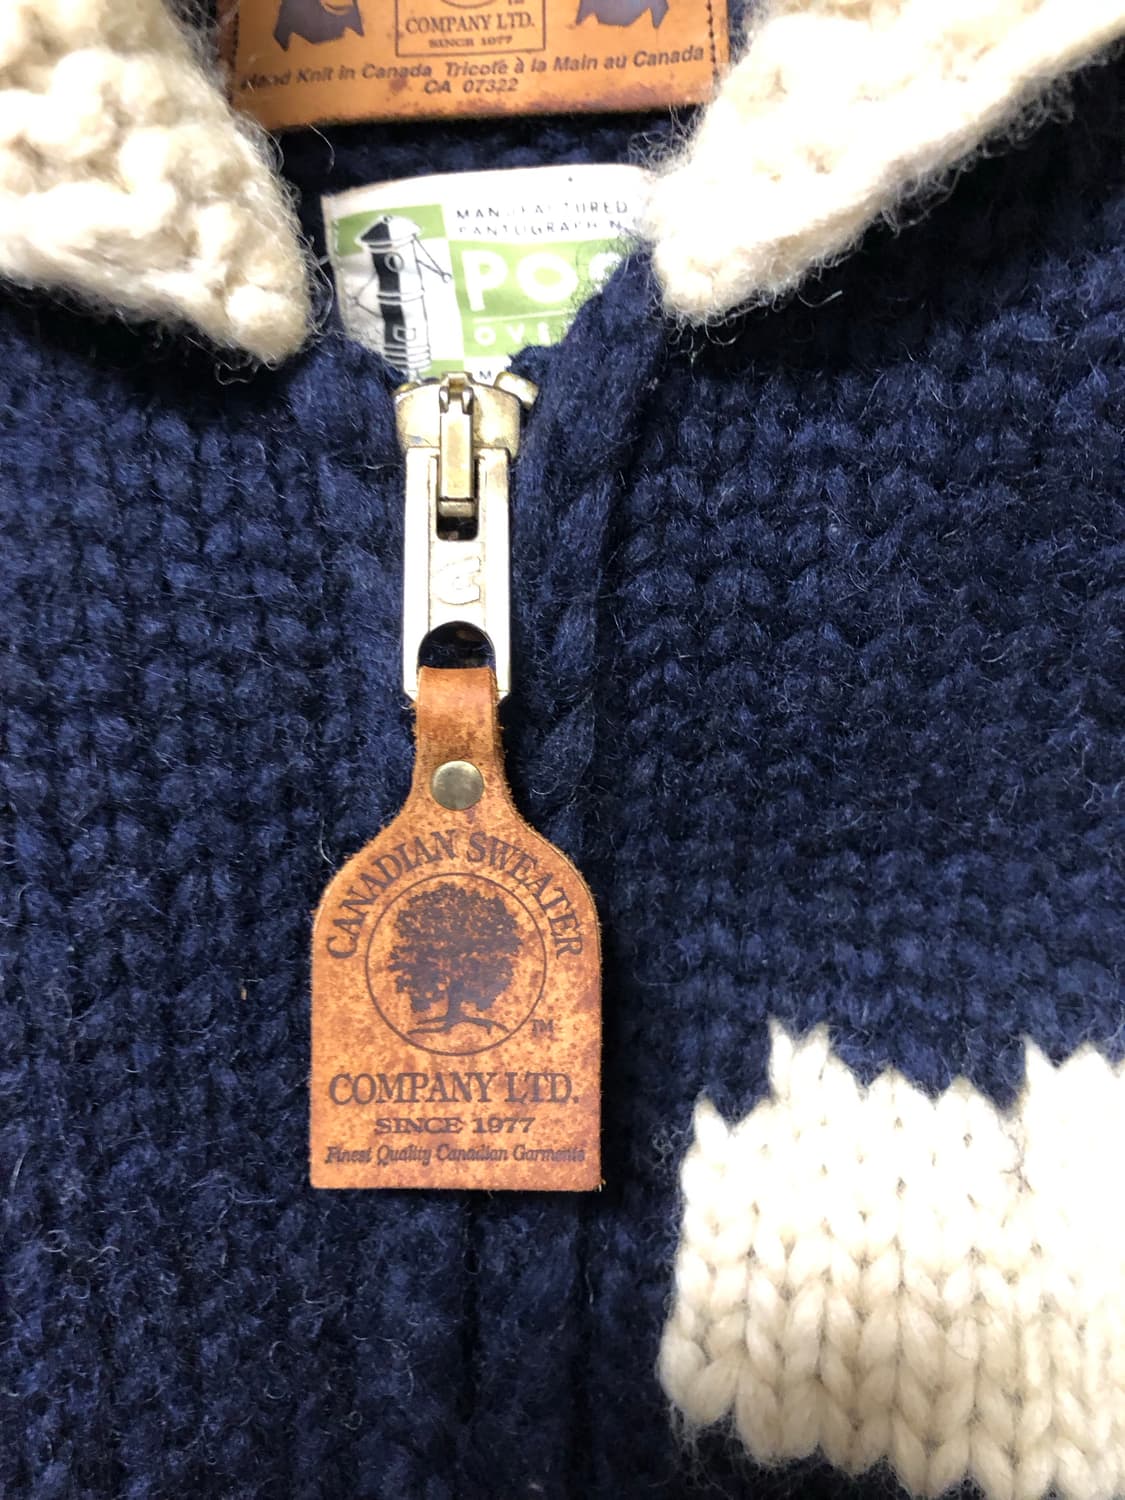 COMPANY LTD.
SINCE 1977
Hand Knit in Canada Tricoté à la Main au Canada
CA 07322
MANUFACTURED
CANADIAN SWEATER
TM
COMPANY LTD.
SINCE 1977
Finest Quality Canadian Garments